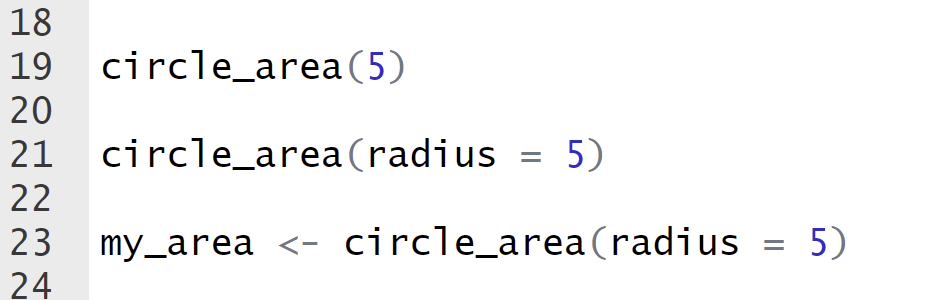 18
19 circle_area(5)
20
21 circle_area(radius = 5)
22
23 my_area <- circle_area(radius = 5)
24